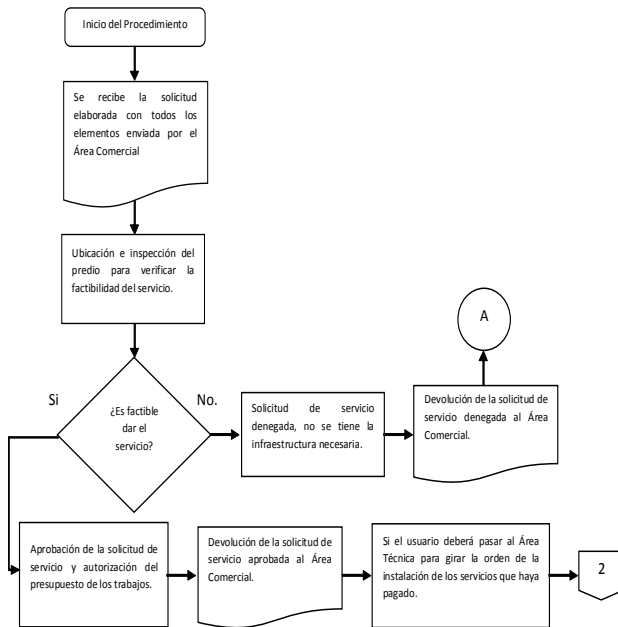 Inicio del Procedimiento
Se recibe la solicitud
elaborada con todos los
elementos enviada por el
Área Comercial
Ubicación e inspección del
predio para verificar la
factibilidad del servicio.
A
Si
¿Es factible
dar el
servicio?
No.
Solicitud de servicio
denegada, no se tiene la
infraestructura necesaria.
Devolución de la solicitud de
servicio denegada al Área
Comercial.
Aprobación de la solicitud de
servicio y autorización del
presupuesto de los trabajos.
Devolución de la solicitud de
servicio aprobada al Área
Comercial.
Si el usuario deberá pasar al Área
Técnica para girar la orden de la
instalación de los servicios que haya
pagado.
2